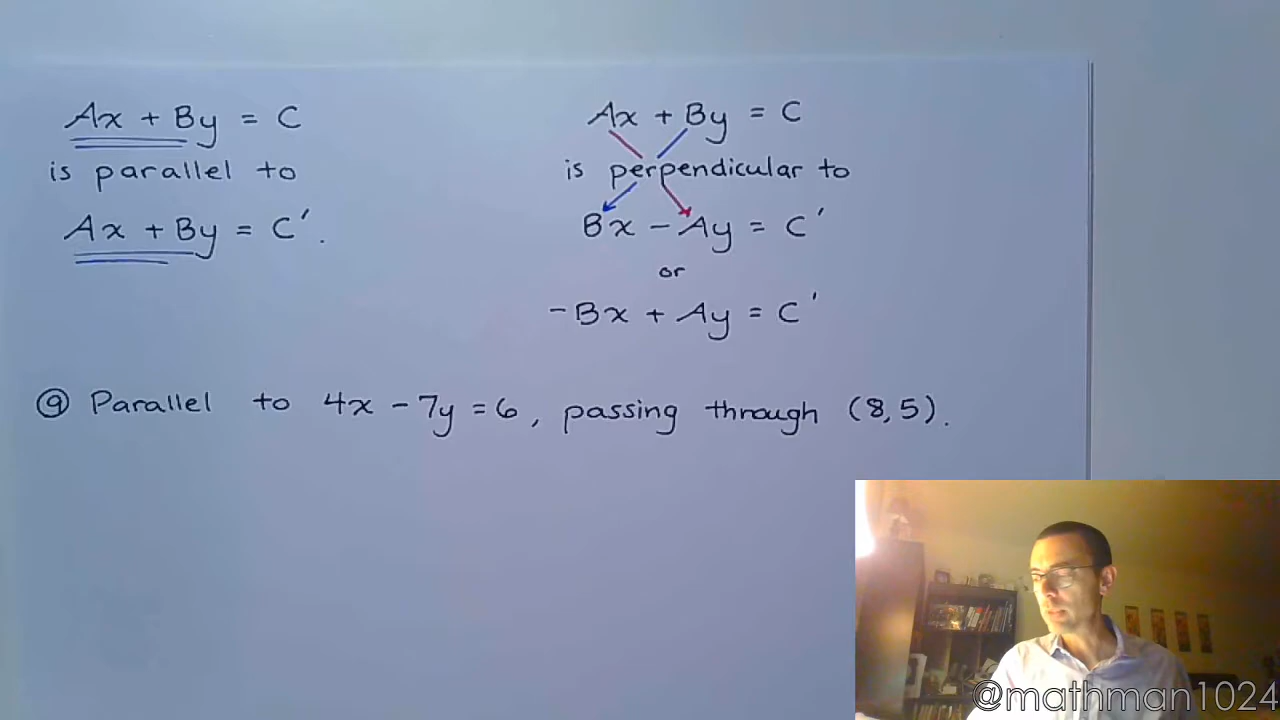 Ax + By = C
is parallel to
Ax + By = C'.
Ax + By = C
is perpendicular to
Bx - Ay = C'
or
-Bx + Ay = C'
⑨ Parallel to 4x - 7y = 6, passing through (8,5).
@mathman1024